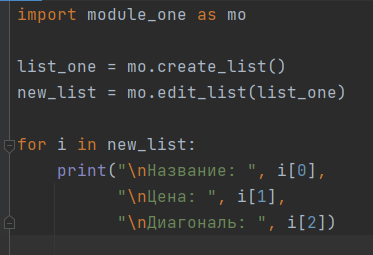 import module_one as mo
list_one = mo.create_list()
new_list = mo.edit_list(list_one)
for i in new_list:
print("\nНазвание: ", i[0],
"\nЦена: ", i[1],
"\nДиагональ: ", i[2])